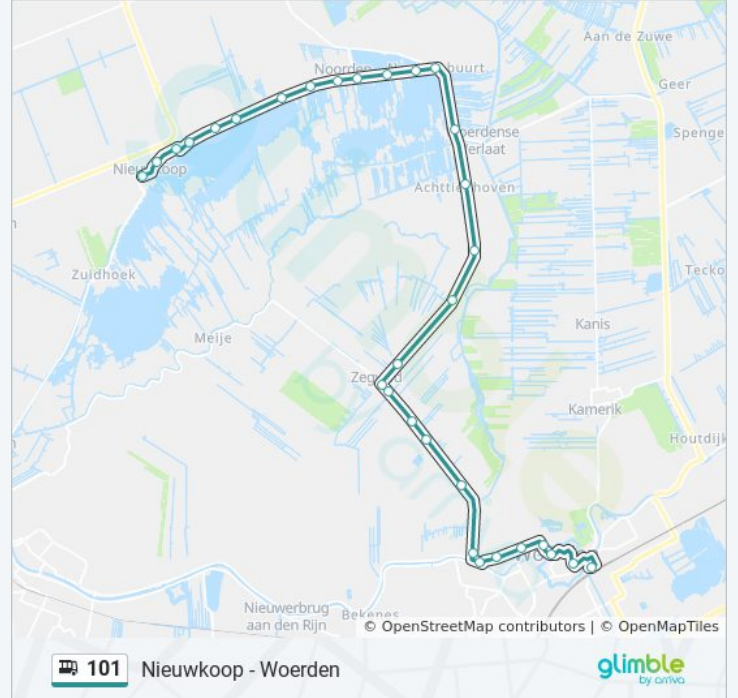 Aan de Zuwe
Noorden
buurt
Geer
Spenge
Achttienhoven
Zuidhoek
Tecko
Meije
Kanis
Kamerik
Houtdijk
Nieuwerbrug
aan den Rijn
Bekenes
© OpenStreetMap contributors | © OpenMapTiles
101 Nieuwkoop - Woerden
glimble
by arriva